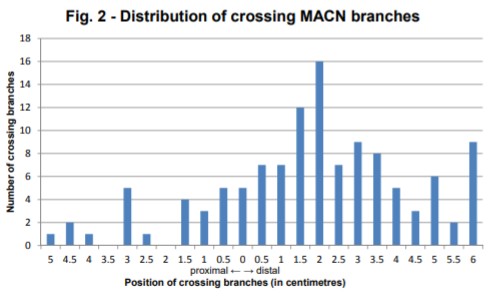 Fig. 2 - Distribution of crossing MACN branches
Number of crossing branches
18
16
14
12
10
8
6
4
2
0
5 4.5 4 3.5 3 2.5 2 1.5 1 0.5 0 0.5 1 1.5 2 2.5 3 3.5 4 4.5 5 5.5 6
proximal ← → distal
Position of crossing branches (in centimetres)